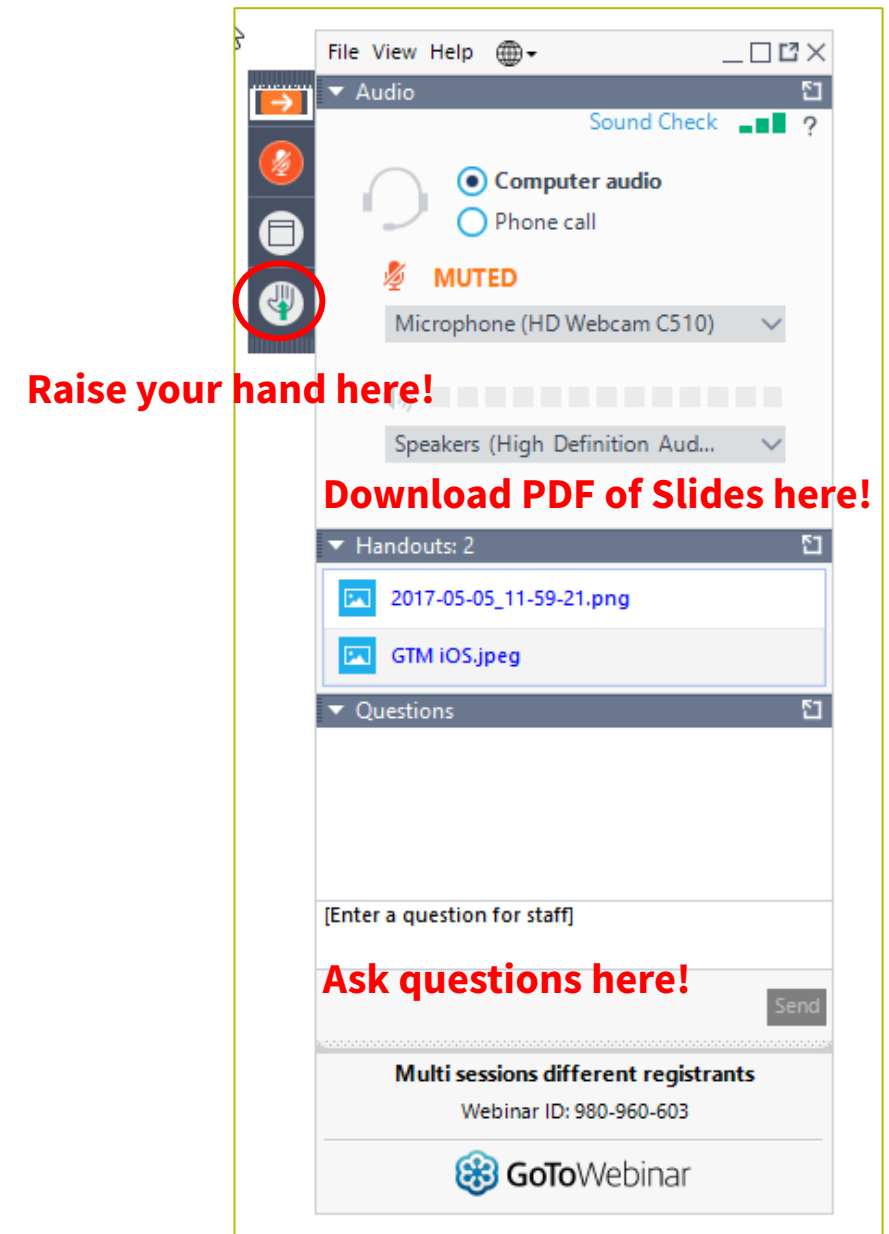 File View Help
Audio
Sound Check ?
Computer audio
Phone call
MUTED
Microphone (HD Webcam C510)
Raise your hand here!
Speakers (High Definition Aud...
Download PDF of Slides here!
Handouts: 2
2017-05-05_11-59-21.png
GTM iOS.jpeg
Questions
[Enter a question for staff]
Ask questions here!
Send
Multi sessions different registrants
Webinar ID: 980-960-603
GoToWebinar